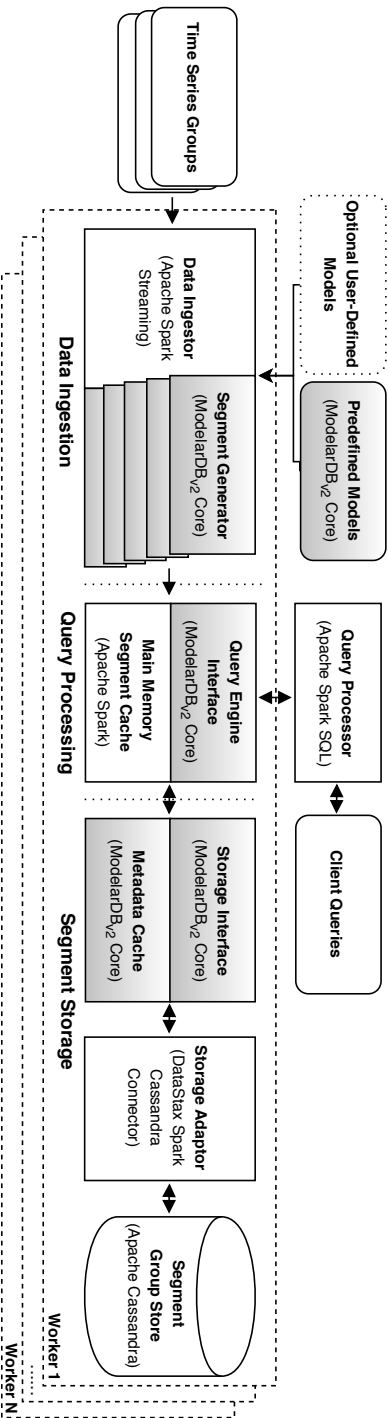 Time Series Groups
Optional User-Defined
Models
Predefined Models
(ModelarDBv2 Core)
Query Processor
(Apache Spark SQL)
Client Queries
Data Ingestor
(Apache Spark
Streaming)
Segment Generator
(ModelarDBv2 Core)
Data Ingestion
Query Engine
Interface
(ModelarDBv2 Core)
Main Memory
Segment Cache
(Apache Spark)
Query Processing
Storage Interface
(ModelarDBv2 Core)
Metadata Cache
(ModelarDBv2 Core)
Storage Adaptor
(DataStax Spark
Cassandra
Connector)
Segment
Group Store
(Apache Cassandra)
Segment Storage
Worker 1
Worker N